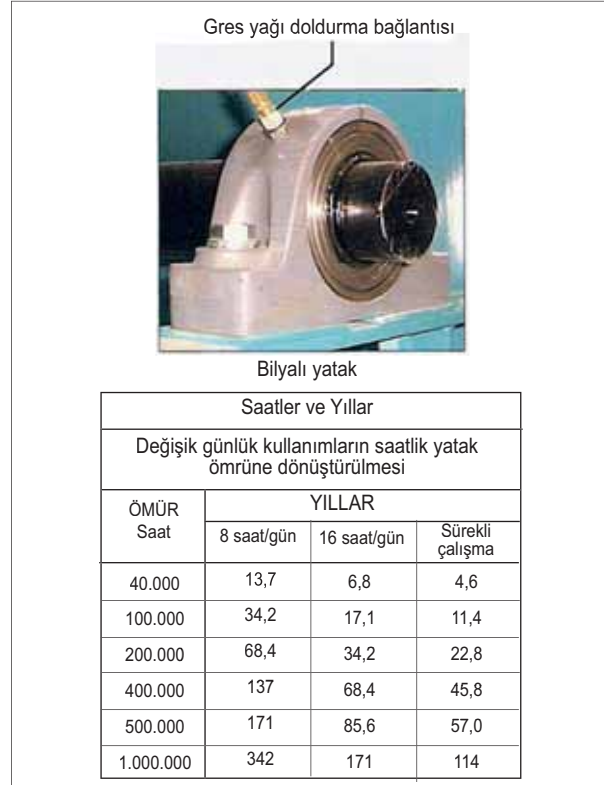 Gres yağı doldurma bağlantısı
Bilyalı yatak
Saatler ve Yıllar
Değişik günlük kullanımların saatlik yatak
ömrüne dönüştürülmesi
ÖMÜR
Saat
YILLAR
8 saat/gün
16 saat/gün
Sürekli
çalışma
40.000 13,7 6,8 4,6
100.000 34,2 17,1 11,4
200.000 68,4 34,2 22,8
400.000 137 68,4 45,8
500.000 171 85,6 57,0
1.000.000 342 171 114